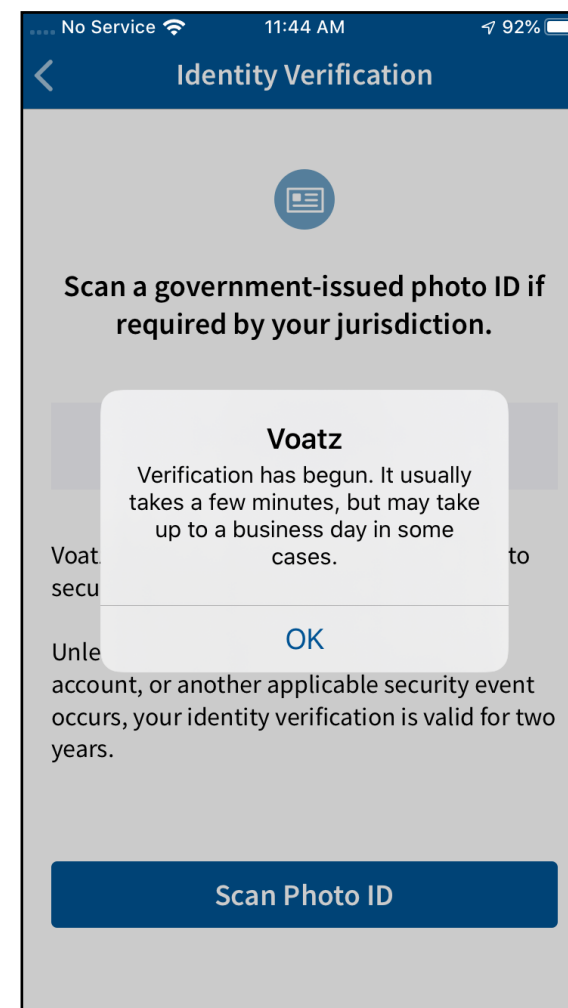 No Service 11:44 AM 92%
Identity Verification
Scan a government-issued photo ID if
required by your jurisdiction.
Voatz
Verification has begun. It usually
takes a few minutes, but may take
up to a business day in some
cases.
OK
to
account, or another applicable security event
occurs, your identity verification is valid for two
years.
Scan Photo ID